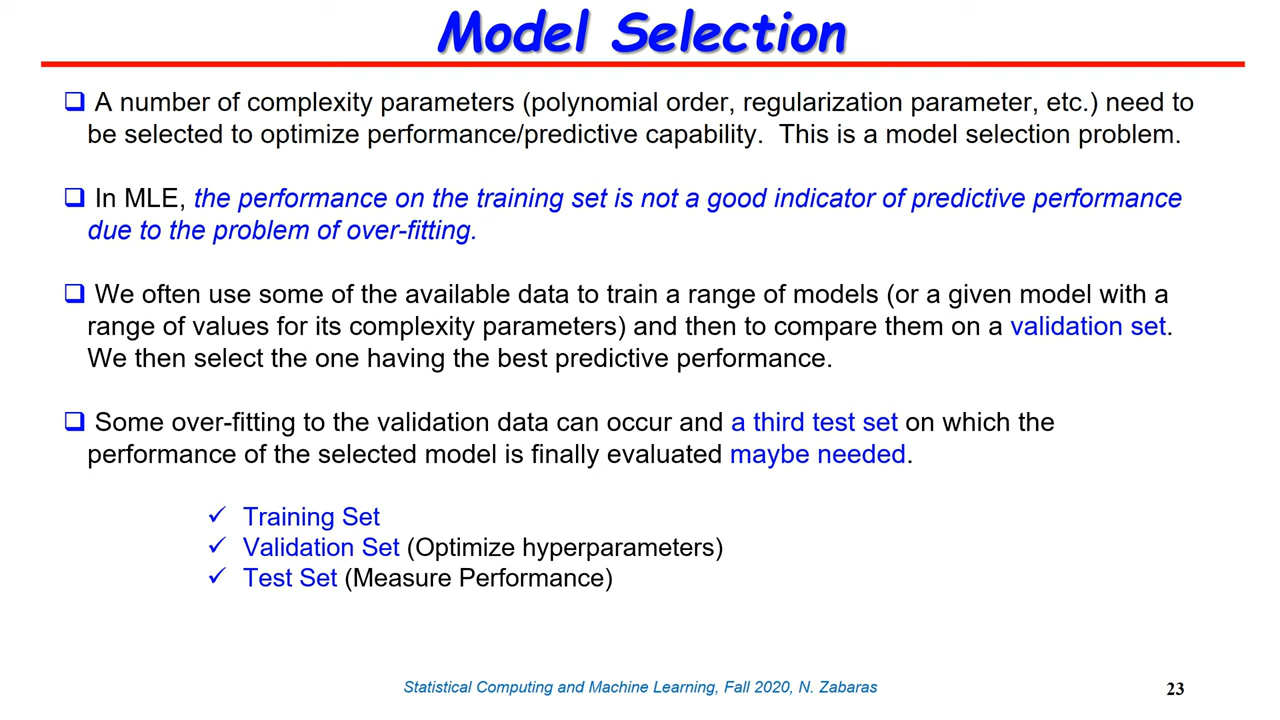 Model Selection
❑ A number of complexity parameters (polynomial order, regularization parameter, etc.) need to
be selected to optimize performance/predictive capability.  This is a model selection problem.
❑ In MLE, the performance on the training set is not a good indicator of predictive performance
due to the problem of over-fitting.
❑ We often use some of the available data to train a range of models (or a given model with a
range of values for its complexity parameters) and then to compare them on a validation set.
We then select the one having the best predictive performance.
❑ Some over-fitting to the validation data can occur and a third test set on which the
performance of the selected model is finally evaluated maybe needed.
✓ Training Set
✓ Validation Set (Optimize hyperparameters)
✓ Test Set (Measure Performance)
Statistical Computing and Machine Learning, Fall 2020, N. Zabaras
23